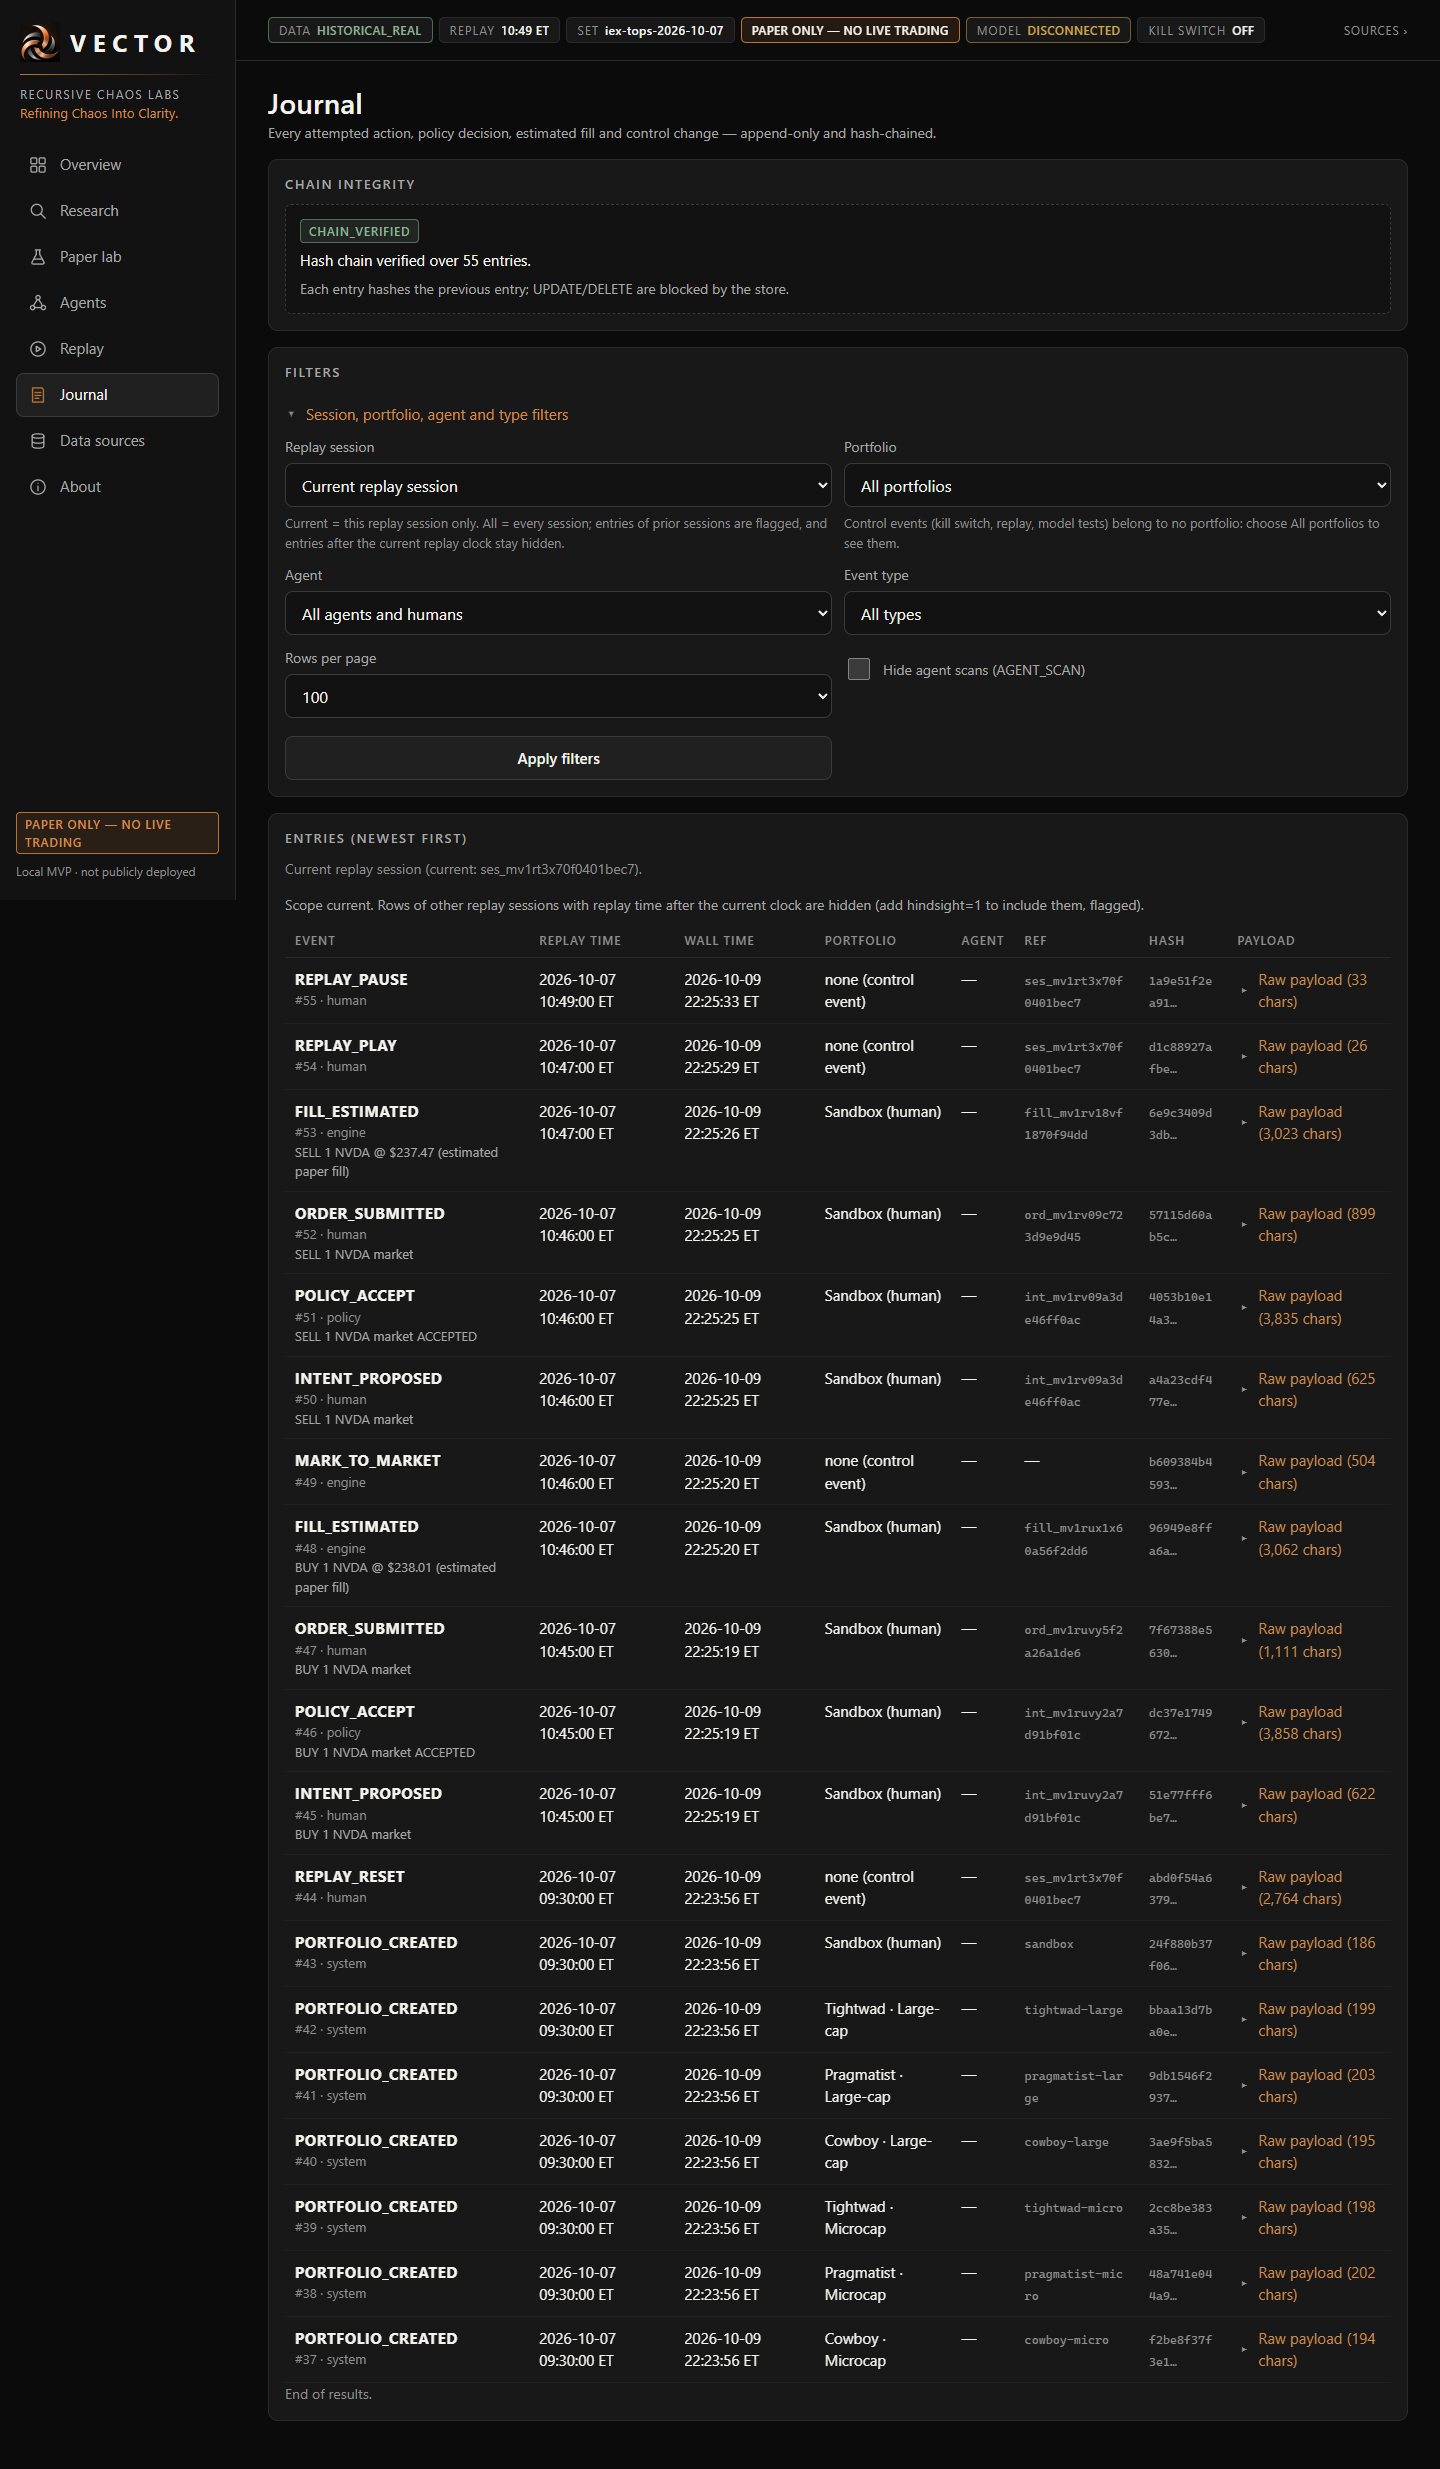 VECTOR
RECURSIVE CHAOS LABS
Refining Chaos Into Clarity.
Overview
Research
Paper lab
Agents
Replay
Journal
Data sources
About
PAPER ONLY — NO LIVE
TRADING
Local MVP · not publicly deployed
DATA HISTORICAL_REAL
REPLAY 10:49 ET
SET iex-tops-2026-10-07
PAPER ONLY — NO LIVE TRADING
MODEL DISCONNECTED
KILL SWITCH OFF
SOURCES ›
Journal
Every attempted action, policy decision, estimated fill and control change — append-only and hash-chained.
CHAIN INTEGRITY
CHAIN_VERIFIED
Hash chain verified over 55 entries.
Each entry hashes the previous entry; UPDATE/DELETE are blocked by the store.
FILTERS
▾ Session, portfolio, agent and type filters
Replay session
Current replay session
Current = this replay session only. All = every session; entries of prior sessions are flagged, and
entries after the current replay clock stay hidden.
Portfolio
All portfolios
Control events (kill switch, replay, model tests) belong to no portfolio: choose All portfolios to
see them.
Agent
All agents and humans
Event type
All types
Rows per page
100
Hide agent scans (AGENT_SCAN)
Apply filters
ENTRIES (NEWEST FIRST)
Current replay session (current: ses_mv1rt3x70f0401bec7).
Scope current. Rows of other replay sessions with replay time after the current clock are hidden (add hindsight=1 to include them, flagged).
EVENT REPLAY TIME WALL TIME PORTFOLIO AGENT REF HASH PAYLOAD
REPLAY_PAUSE 2026-10-07 2026-10-09 none (control — ses_mv1rt3x70f 1a9e51f2e ▸ Raw payload (33
#55 · human 10:49:00 ET 22:25:33 ET event) 0401bec7 a91… chars)
REPLAY_PLAY 2026-10-07 2026-10-09 none (control — ses_mv1rt3x70f d1c88927a ▸ Raw payload (26
#54 · human 10:47:00 ET 22:25:29 ET event) 0401bec7 fbe… chars)
FILL_ESTIMATED 2026-10-07 2026-10-09 Sandbox (human) — fill_mv1rv18vf 6e9c3409d ▸ Raw payload
#53 · engine 10:47:00 ET 22:25:26 ET 1870f94dd 3db… (3,023 chars)
SELL 1 NVDA @ $237.47 (estimated
paper fill)
ORDER_SUBMITTED 2026-10-07 2026-10-09 Sandbox (human) — ord_mv1rv09c72 57115d60a ▸ Raw payload (899
#52 · human 10:46:00 ET 22:25:25 ET 3d9e9d45 b5c… chars)
SELL 1 NVDA market
POLICY_ACCEPT 2026-10-07 2026-10-09 Sandbox (human) — int_mv1rv09a3d 4053b10e1 ▸ Raw payload
#51 · policy 10:46:00 ET 22:25:25 ET e46ff0ac 4a3… (3,835 chars)
SELL 1 NVDA market ACCEPTED
INTENT_PROPOSED 2026-10-07 2026-10-09 Sandbox (human) — int_mv1rv09a3d a4a23cdf4 ▸ Raw payload (625
#50 · human 10:46:00 ET 22:25:25 ET e46ff0ac 77e… chars)
SELL 1 NVDA market
MARK_TO_MARKET 2026-10-07 2026-10-09 none (control — — b609384b4 ▸ Raw payload (504
#49 · engine 10:46:00 ET 22:25:20 ET event) 593… chars)
FILL_ESTIMATED 2026-10-07 2026-10-09 Sandbox (human) — fill_mv1rux1x6 96949e8ff ▸ Raw payload
#48 · engine 10:46:00 ET 22:25:20 ET 0a56f2dd6 a6a… (3,062 chars)
BUY 1 NVDA @ $238.01 (estimated
paper fill)
ORDER_SUBMITTED 2026-10-07 2026-10-09 Sandbox (human) — ord_mv1ruvy5f2 7f67388e5 ▸ Raw payload
#47 · human 10:45:00 ET 22:25:19 ET a26a1de6 630… (1,111 chars)
BUY 1 NVDA market
POLICY_ACCEPT 2026-10-07 2026-10-09 Sandbox (human) — int_mv1ruvy2a7 dc37e1749 ▸ Raw payload
#46 · policy 10:45:00 ET 22:25:19 ET d91bf01c 672… (3,858 chars)
BUY 1 NVDA market ACCEPTED
INTENT_PROPOSED 2026-10-07 2026-10-09 Sandbox (human) — int_mv1ruvy2a7 51e77fff6 ▸ Raw payload (622
#45 · human 10:45:00 ET 22:25:19 ET d91bf01c be7… chars)
BUY 1 NVDA market
REPLAY_RESET 2026-10-07 2026-10-09 none (control — ses_mv1rt3x70f abd0f54a6 ▸ Raw payload
#44 · human 09:30:00 ET 22:23:56 ET event) 0401bec7 379… (2,764 chars)
PORTFOLIO_CREATED 2026-10-07 2026-10-09 Sandbox (human) — sandbox 24f880b37 ▸ Raw payload (186
#43 · system 09:30:00 ET 22:23:56 ET f06… chars)
PORTFOLIO_CREATED 2026-10-07 2026-10-09 Tightwad · Large- — tightwad-large bbaa13d7b ▸ Raw payload (199
#42 · system 09:30:00 ET 22:23:56 ET cap a0e… chars)
PORTFOLIO_CREATED 2026-10-07 2026-10-09 Pragmatist · — pragmatist-lar 9db1546f2 ▸ Raw payload (203
#41 · system 09:30:00 ET 22:23:56 ET Large-cap ge 937… chars)
PORTFOLIO_CREATED 2026-10-07 2026-10-09 Cowboy · Large- — cowboy-large 3ae9f5ba5 ▸ Raw payload (195
#40 · system 09:30:00 ET 22:23:56 ET cap 832… chars)
PORTFOLIO_CREATED 2026-10-07 2026-10-09 Tightwad · — tightwad-micro 2cc8be383 ▸ Raw payload (198
#39 · system 09:30:00 ET 22:23:56 ET Microcap a35… chars)
PORTFOLIO_CREATED 2026-10-07 2026-10-09 Pragmatist · — pragmatist-mic 48a741e04 ▸ Raw payload (202
#38 · system 09:30:00 ET 22:23:56 ET Microcap ro 4a9… chars)
PORTFOLIO_CREATED 2026-10-07 2026-10-09 Cowboy · — cowboy-micro f2be8f37f ▸ Raw payload (194
#37 · system 09:30:00 ET 22:23:56 ET Microcap 3e1… chars)
End of results.